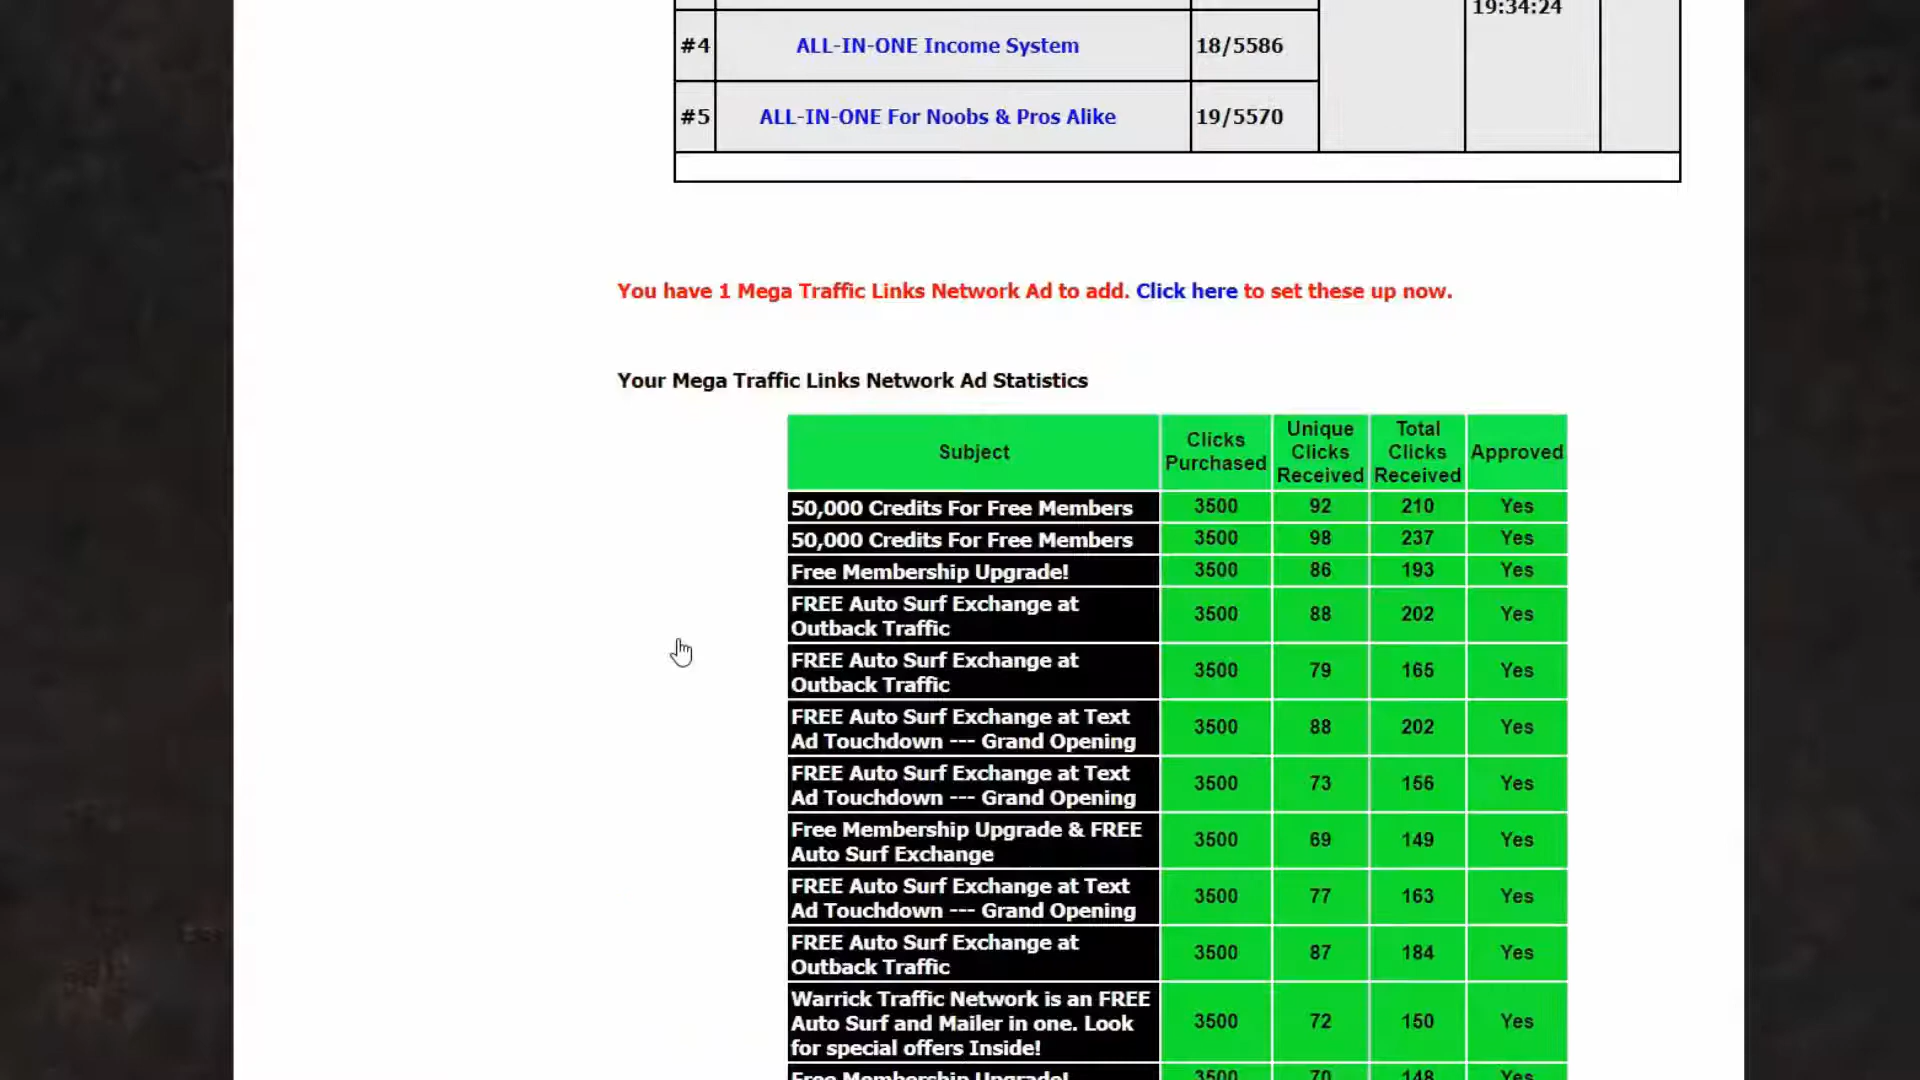 19:34:24
#4 ALL-IN-ONE Income System 18/5586
#5 ALL-IN-ONE For Noobs & Pros Alike 19/5570
You have 1 Mega Traffic Links Network Ad to add. Click here to set these up now.
Your Mega Traffic Links Network Ad Statistics
Subject
Clicks
Purchased
Unique
Clicks
Received
Total
Clicks
Received
Approved
50,000 Credits For Free Members 3500 92 210 Yes
50,000 Credits For Free Members 3500 98 237 Yes
Free Membership Upgrade! 3500 86 193 Yes
FREE Auto Surf Exchange at
Outback Traffic
3500 88 202 Yes
FREE Auto Surf Exchange at
Outback Traffic
3500 79 165 Yes
FREE Auto Surf Exchange at Text
Ad Touchdown --- Grand Opening
3500 88 202 Yes
FREE Auto Surf Exchange at Text
Ad Touchdown --- Grand Opening
3500 73 156 Yes
Free Membership Upgrade & FREE
Auto Surf Exchange
3500 69 149 Yes
FREE Auto Surf Exchange at Text
Ad Touchdown --- Grand Opening
3500 77 163 Yes
FREE Auto Surf Exchange at
Outback Traffic
3500 87 184 Yes
Warrick Traffic Network is an FREE
Auto Surf and Mailer in one. Look
for special offers Inside!
3500 72 150 Yes
Free Membership Upgrade! 3500 70 148 Yes